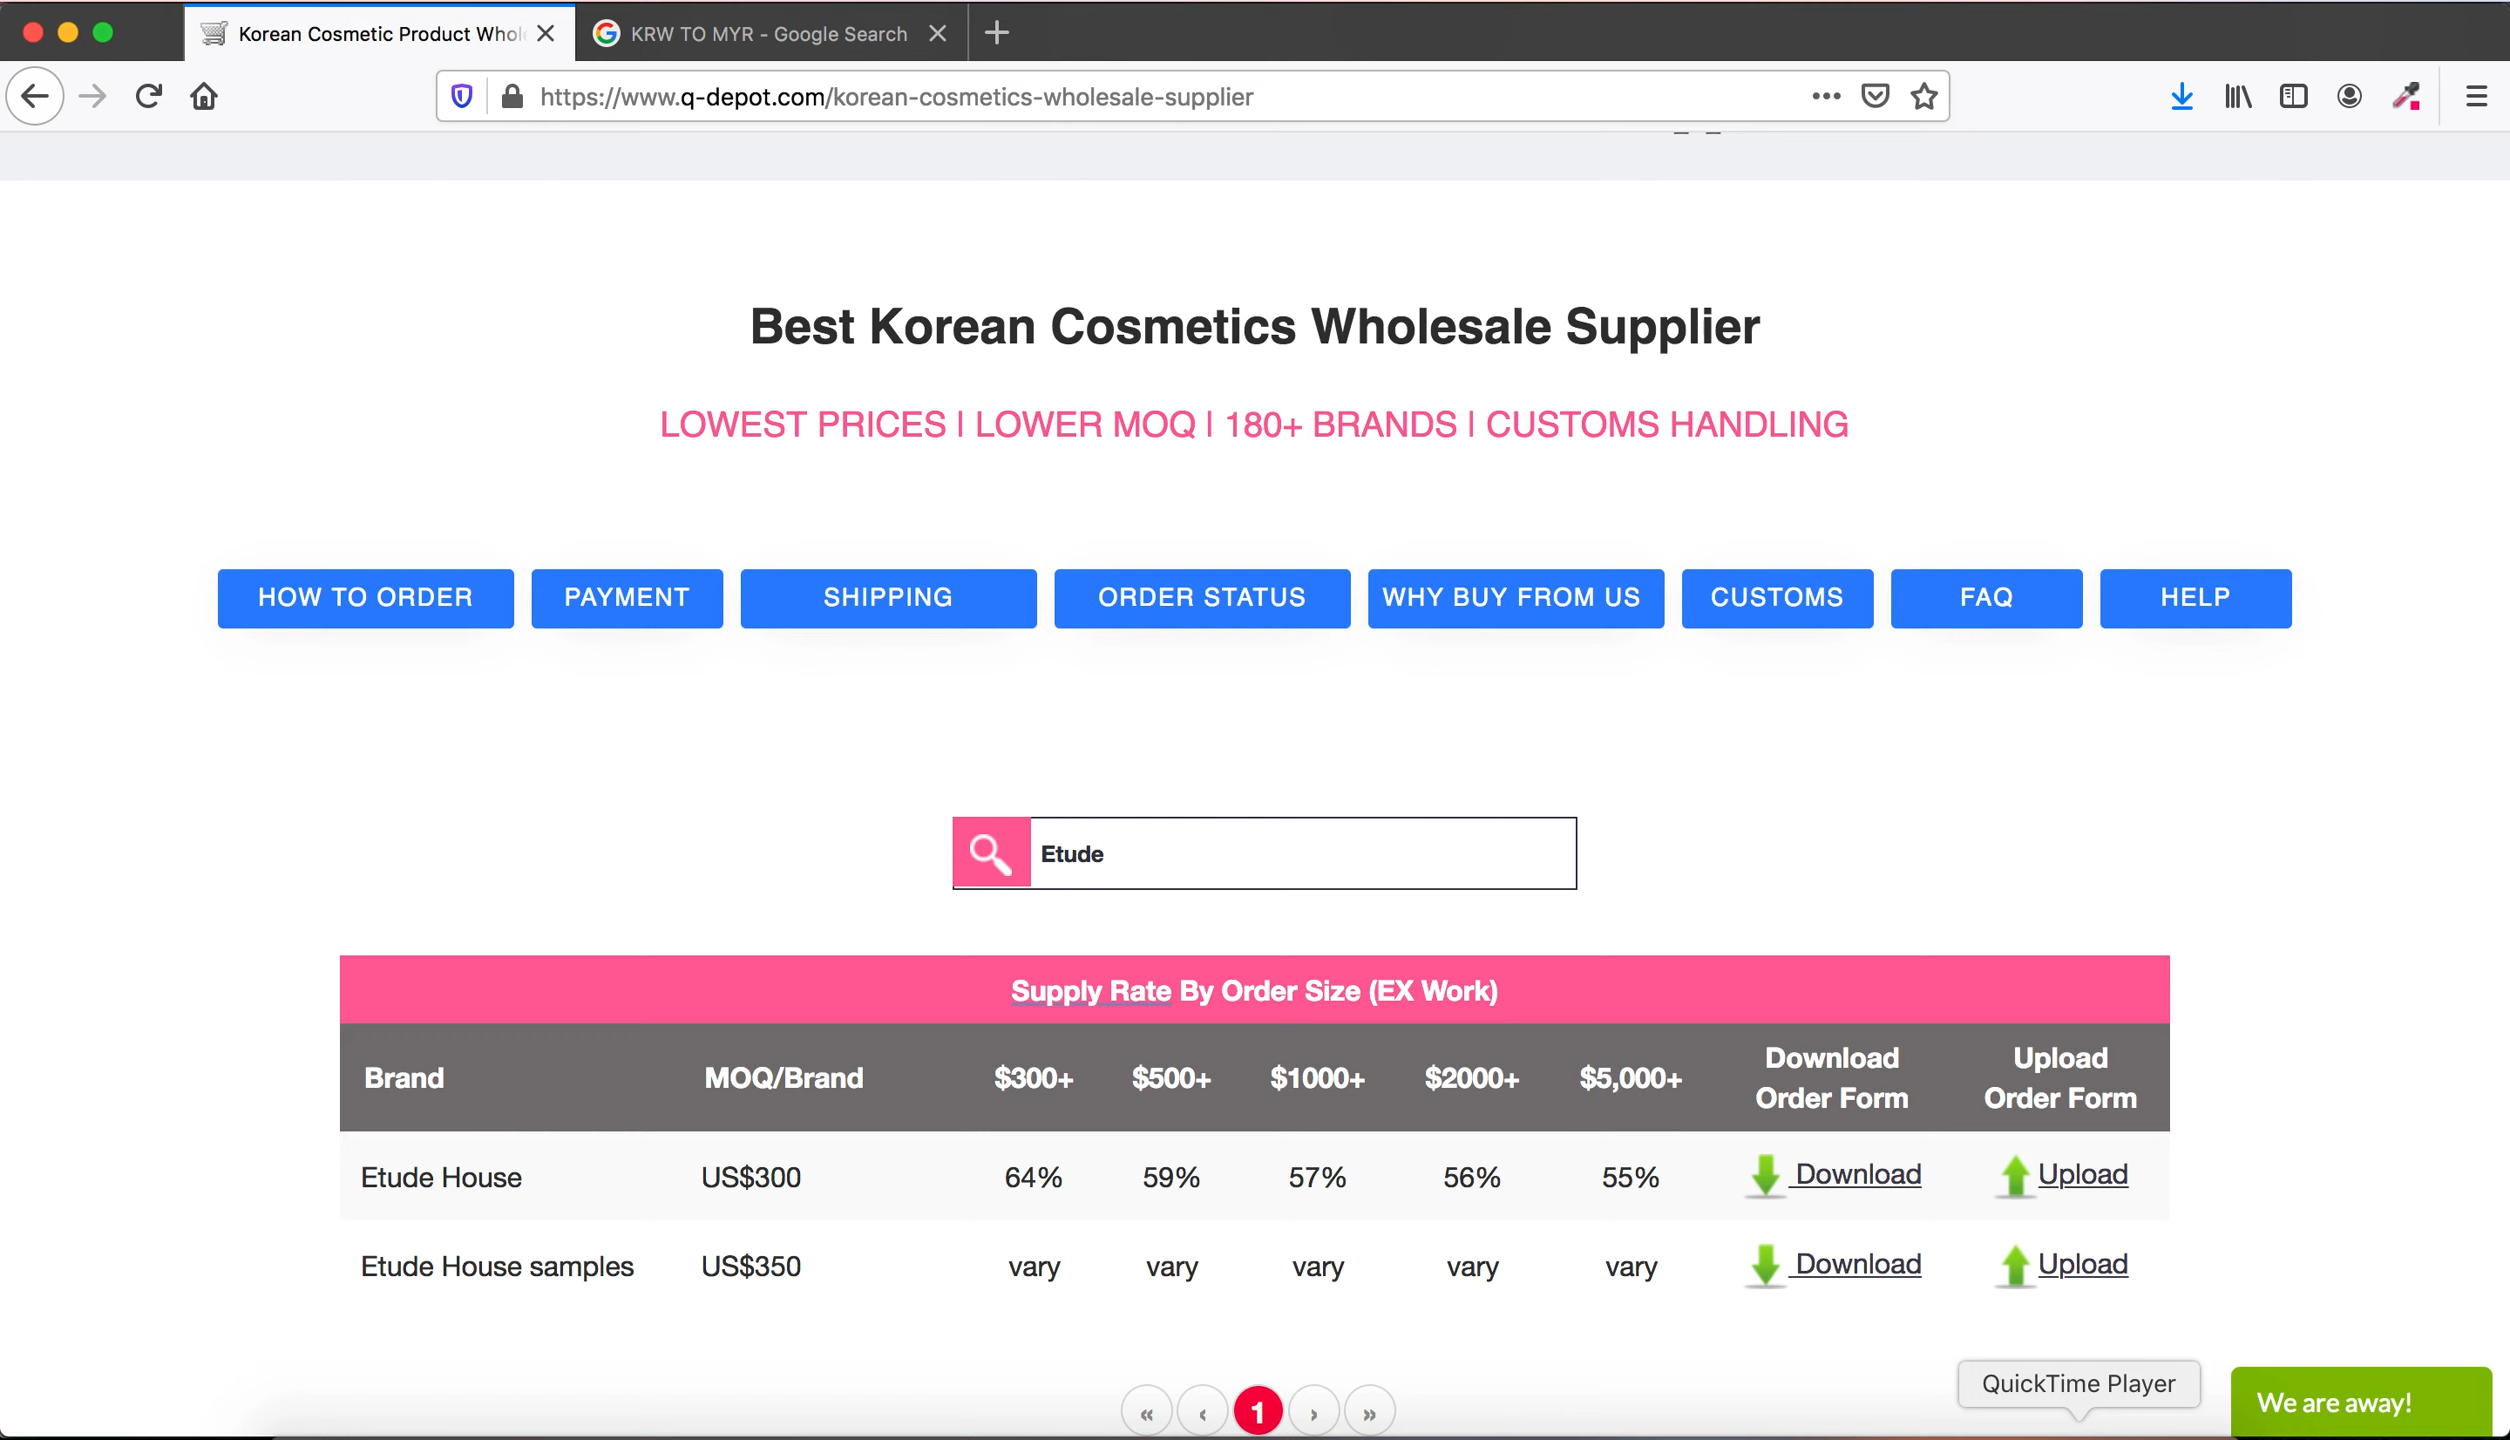 Korean Cosmetic Product Whol
KRW TO MYR - Google Search
https://www.q-depot.com/korean-cosmetics-wholesale-supplier
Best Korean Cosmetics Wholesale Supplier
LOWEST PRICES | LOWER MOQ | 180+ BRANDS | CUSTOMS HANDLING
HOW TO ORDER PAYMENT SHIPPING ORDER STATUS WHY BUY FROM US CUSTOMS FAQ HELP
Etude
Supply Rate By Order Size (EX Work)
Brand MOQ/Brand $300+ $500+ $1000+ $2000+ $5,000+ Download Order Form Upload Order Form
Etude House US$300 64% 59% 57% 56% 55% Download Upload
Etude House samples US$350 vary vary vary vary vary Download Upload
« ‹ 1 › »
QuickTime Player
We are away!